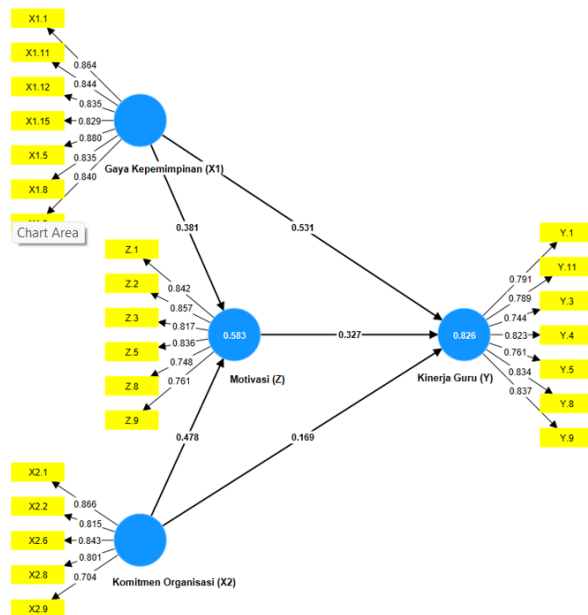 X1.1
X1.11
X1.12
X1.15
X1.5
X1.8
0.864
0.844
0.835
0.829
0.880
0.835
0.840
Gaya Kepemimpinan (X1)
Chart Area
0.381
0.531
Z.1
Z.2
Z.3
Z.5
Z.8
Z.9
0.842
0.857
0.817
0.836
0.748
0.761
0.583
Motivasi (Z)
0.327
0.826
Kinerja Guru (Y)
0.791
0.789
0.744
0.823
0.761
0.834
0.837
Y.1
Y.11
Y.3
Y.4
Y.5
Y.8
Y.9
0.478
0.169
X2.1
X2.2
X2.6
X2.8
X2.9
0.866
0.815
0.843
0.801
0.704
Komitmen Organisasi (X2)